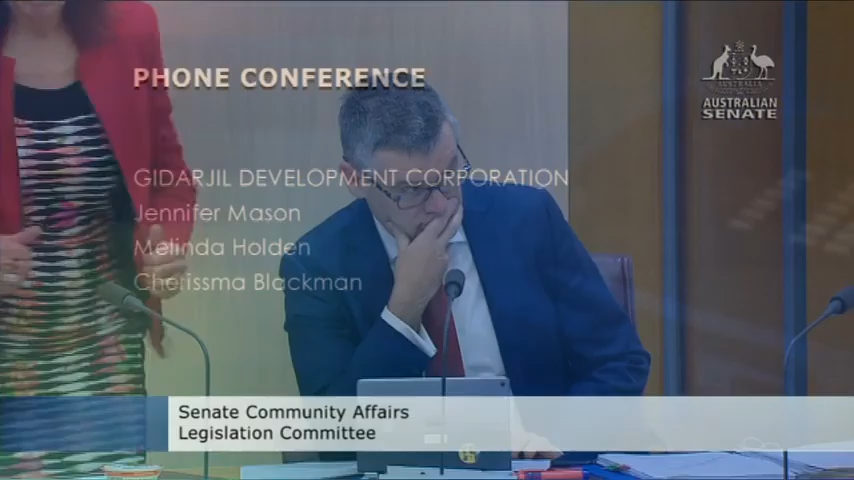 PHONE CONFERENCE
AUSTRALIAN
SENATE
GIDARJIL DEVELOPMENT CORPORATION
Jennifer Mason
Melinda Holden
Cherissma Blackman
Senate Community Affairs
Legislation Committee